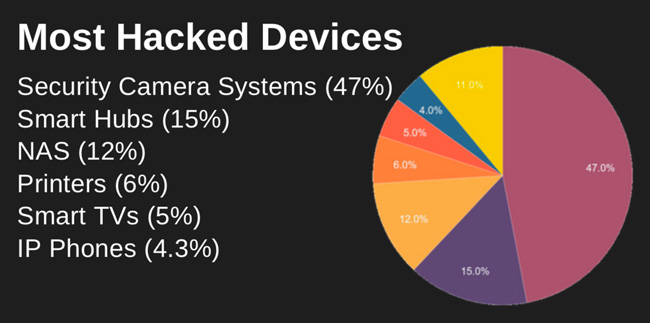 Most Hacked Devices
Security Camera Systems (47%)
Smart Hubs (15%)
NAS (12%)
Printers (6%)
Smart TVs (5%)
IP Phones (4.3%)
11.0%
4.0%
5.0%
6.0%
12.0%
15.0%
47.0%